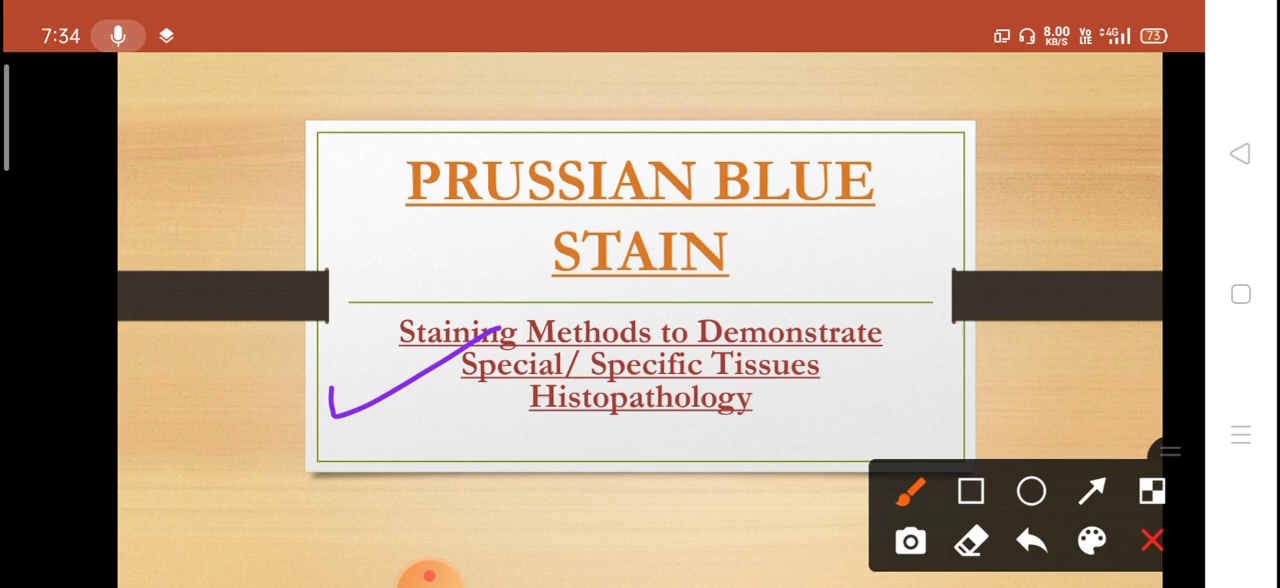 7:34
8.00
KB/S
Vo
LTE
4G
73
PRUSSIAN BLUE
STAIN
Staining Methods to Demonstrate
Special/ Specific Tissues
Histopathology